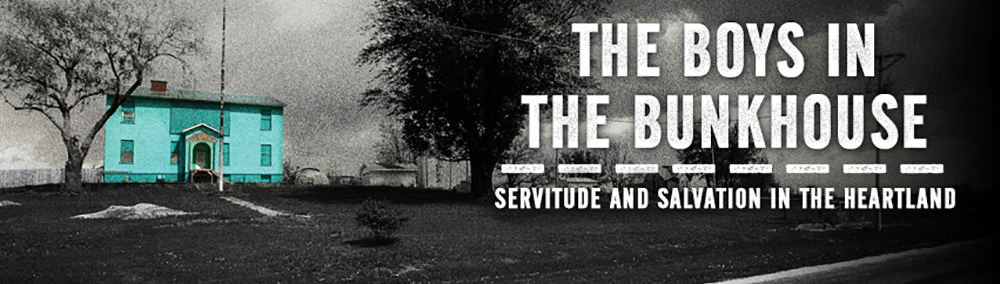 THE BOYS IN
THE BUNKHOUSE
SERVITUDE AND SALVATION IN THE HEARTLAND